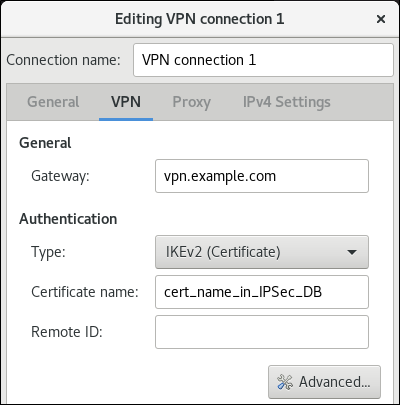 Editing VPN connection 1
Connection name: VPN connection 1
General VPN Proxy IPv4 Settings
General
Gateway: vpn.example.com
Authentication
Type: IKEv2 (Certificate)
Certificate name: cert_name_in_IPSec_DB
Remote ID:
Advanced...